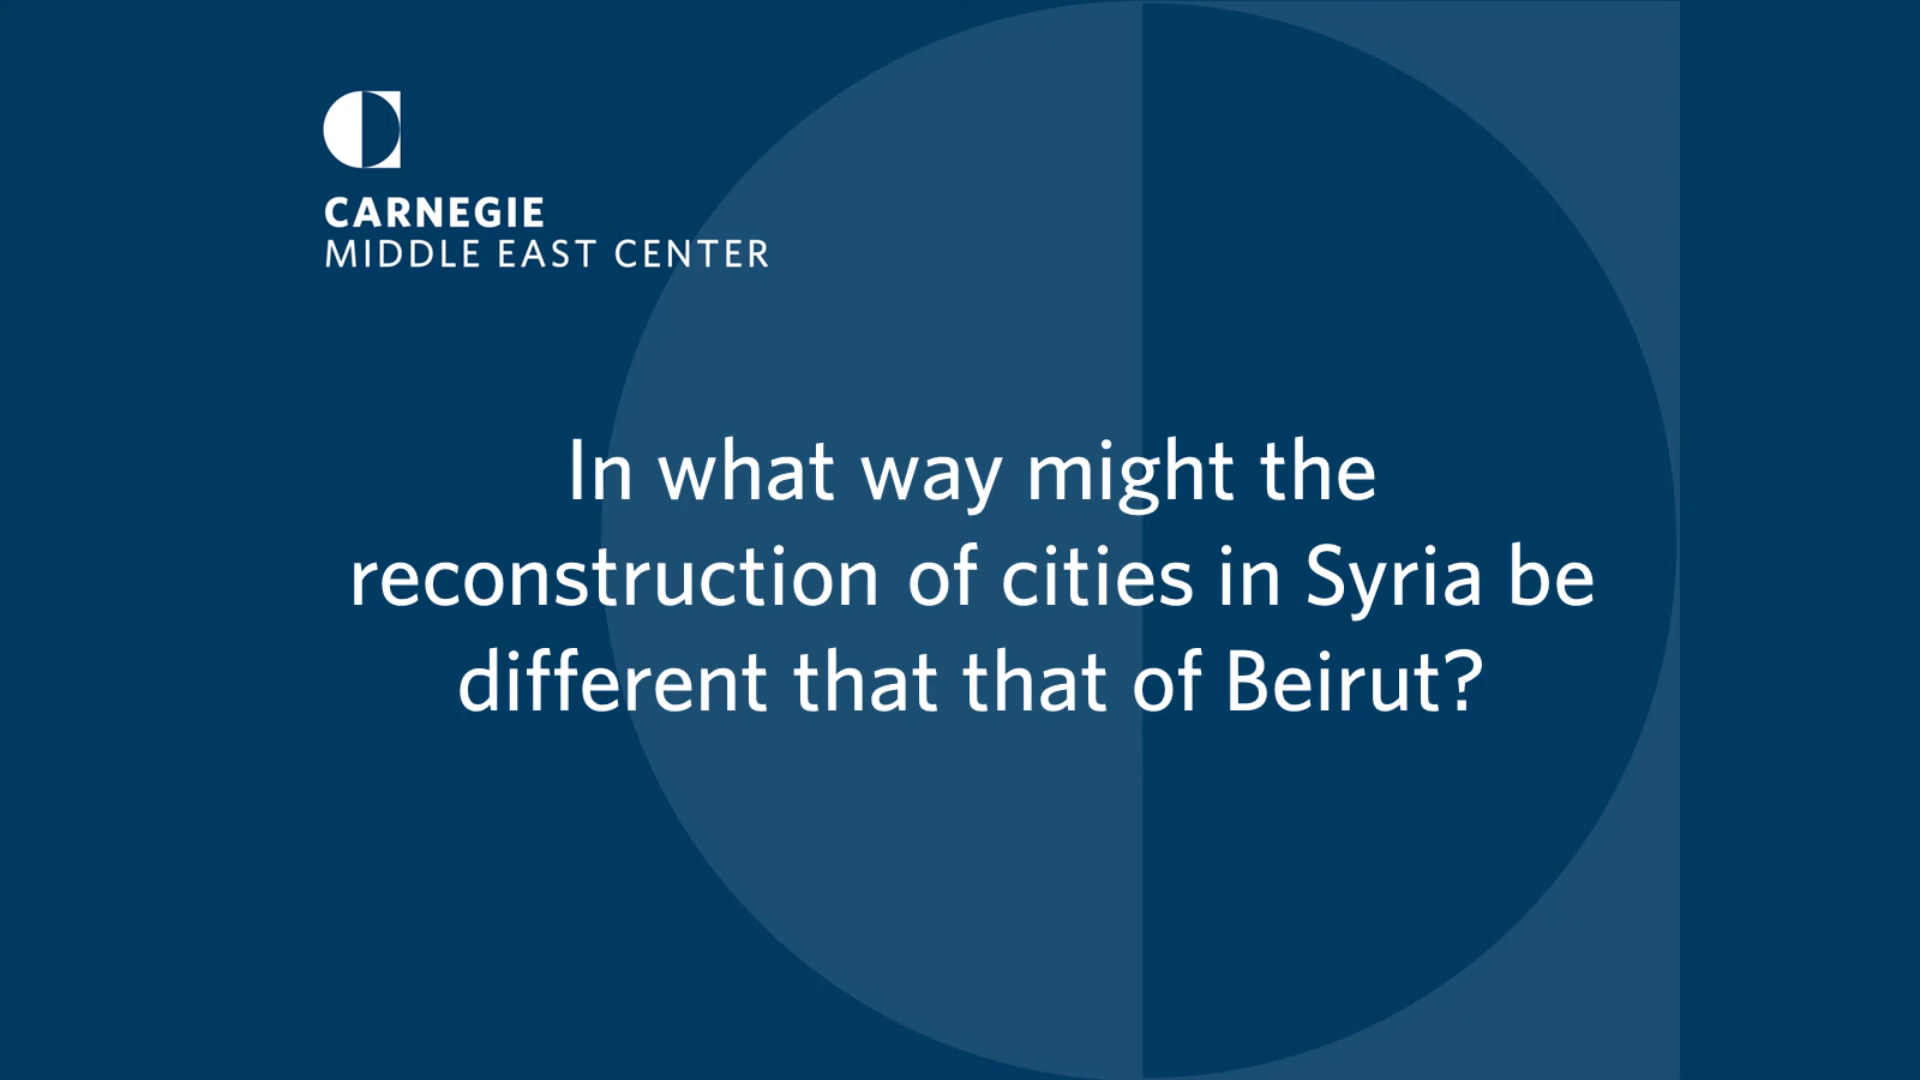 CARNEGIE
MIDDLE EAST CENTER
In what way might the
reconstruction of cities in Syria be
different that that of Beirut?